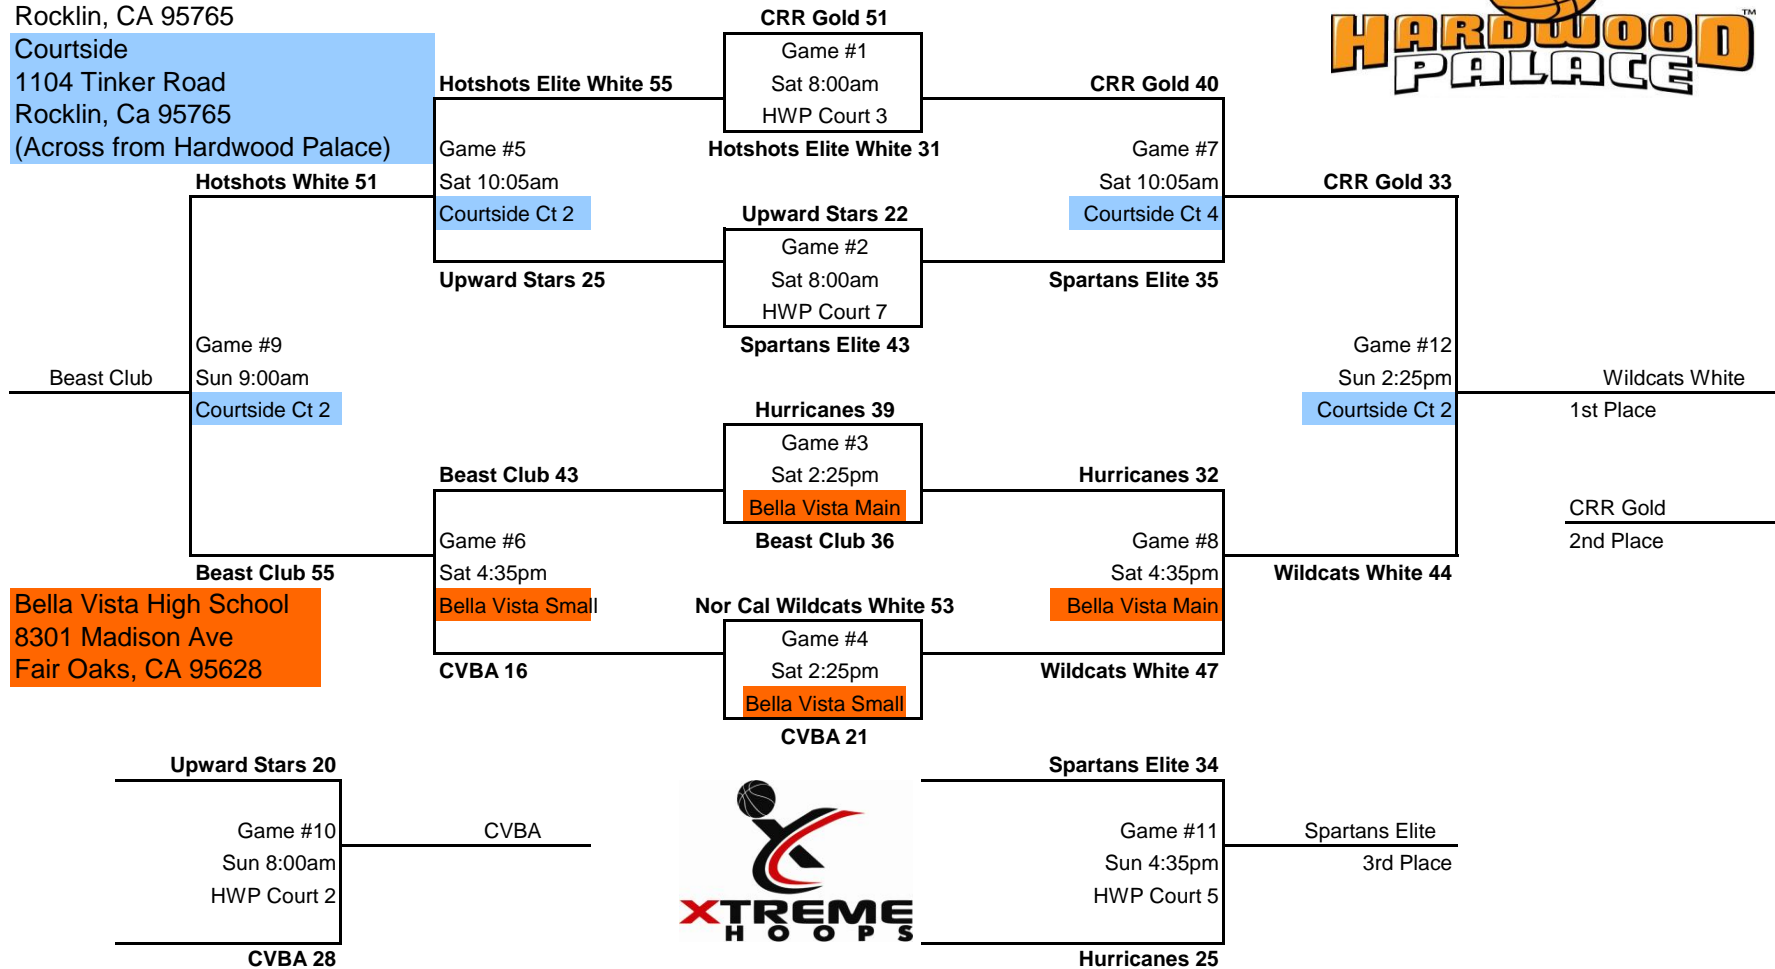 Rocklin, CA 95765
Courtside
1104 Tinker Road
Rocklin, Ca 95765
(Across from Hardwood Palace)
HARDWOOD
PALACE
TM
CRR Gold 51
Game #1
Sat 8:00am
HWP Court 3
Hotshots Elite White 31
Hotshots Elite White 55
Game #5
Sat 10:05am
Courtside Ct 2
Upward Stars 25
CRR Gold 40
Game #7
Sat 10:05am
Courtside Ct 4
Spartans Elite 35
Upward Stars 22
Game #2
Sat 8:00am
HWP Court 7
Spartans Elite 43
Hotshots White 51
Game #9
Sun 9:00am
Courtside Ct 2
Beast Club 55
Beast Club
CRR Gold 33
Game #12
Sun 2:25pm
Courtside Ct 2
Wildcats White 44
Wildcats White
1st Place
CRR Gold
2nd Place
Hurricanes 39
Game #3
Sat 2:25pm
Bella Vista Main
Beast Club 36
Beast Club 43
Game #6
Sat 4:35pm
Bella Vista Small
CVBA 16
Hurricanes 32
Game #8
Sat 4:35pm
Bella Vista Main
Wildcats White 47
Nor Cal Wildcats White 53
Game #4
Sat 2:25pm
Bella Vista Small
CVBA 21
Bella Vista High School
8301 Madison Ave
Fair Oaks, CA 95628
Upward Stars 20
Game #10
Sun 8:00am
HWP Court 2
CVBA 28
CVBA
XTREME
HOOPS
Spartans Elite 34
Game #11
Sun 4:35pm
HWP Court 5
Hurricanes 25
Spartans Elite
3rd Place